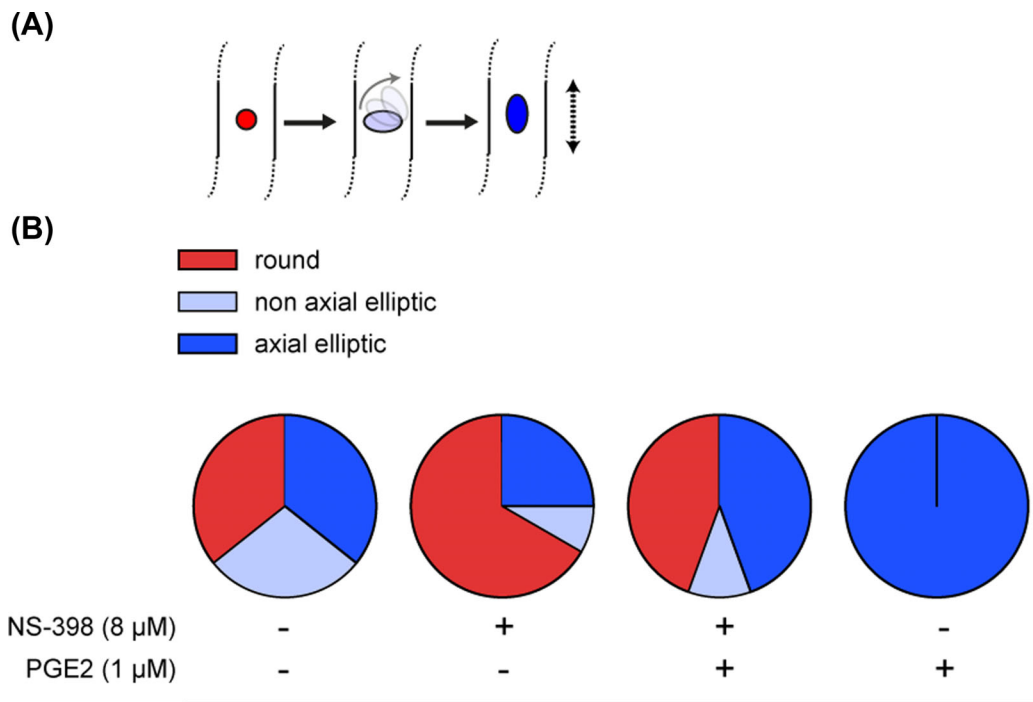 (A)
(B)
round
non axial elliptic
axial elliptic
NS-398 (8 µM) - + + -
PGE2 (1 µM) - - + +